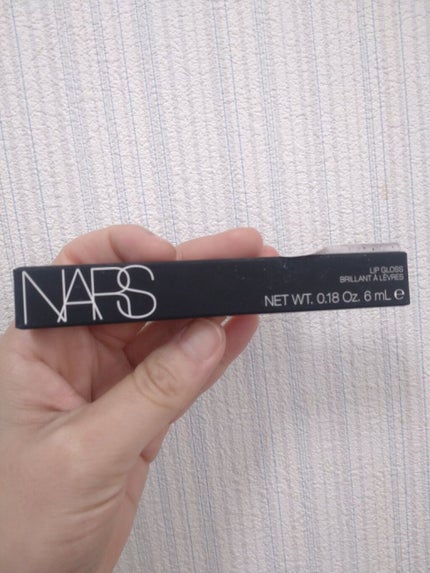 NARS
LIP GLOSS
BRILLANT À LÈVRES
NET WT. 0.18 Oz. 6 mL ℮